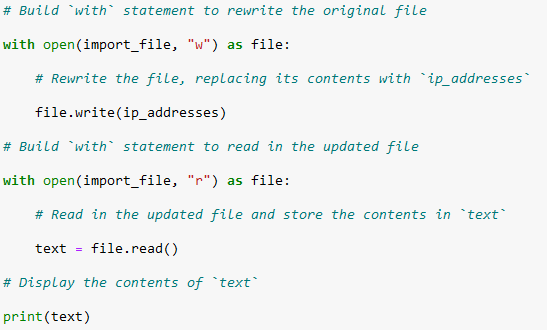 # Build `with` statement to rewrite the original file
with open(import_file, "w") as file:
    # Rewrite the file, replacing its contents with `ip_addresses`
    file.write(ip_addresses)
# Build `with` statement to read in the updated file
with open(import_file, "r") as file:
    # Read in the updated file and store the contents in `text`
    text = file.read()
# Display the contents of `text`
print(text)